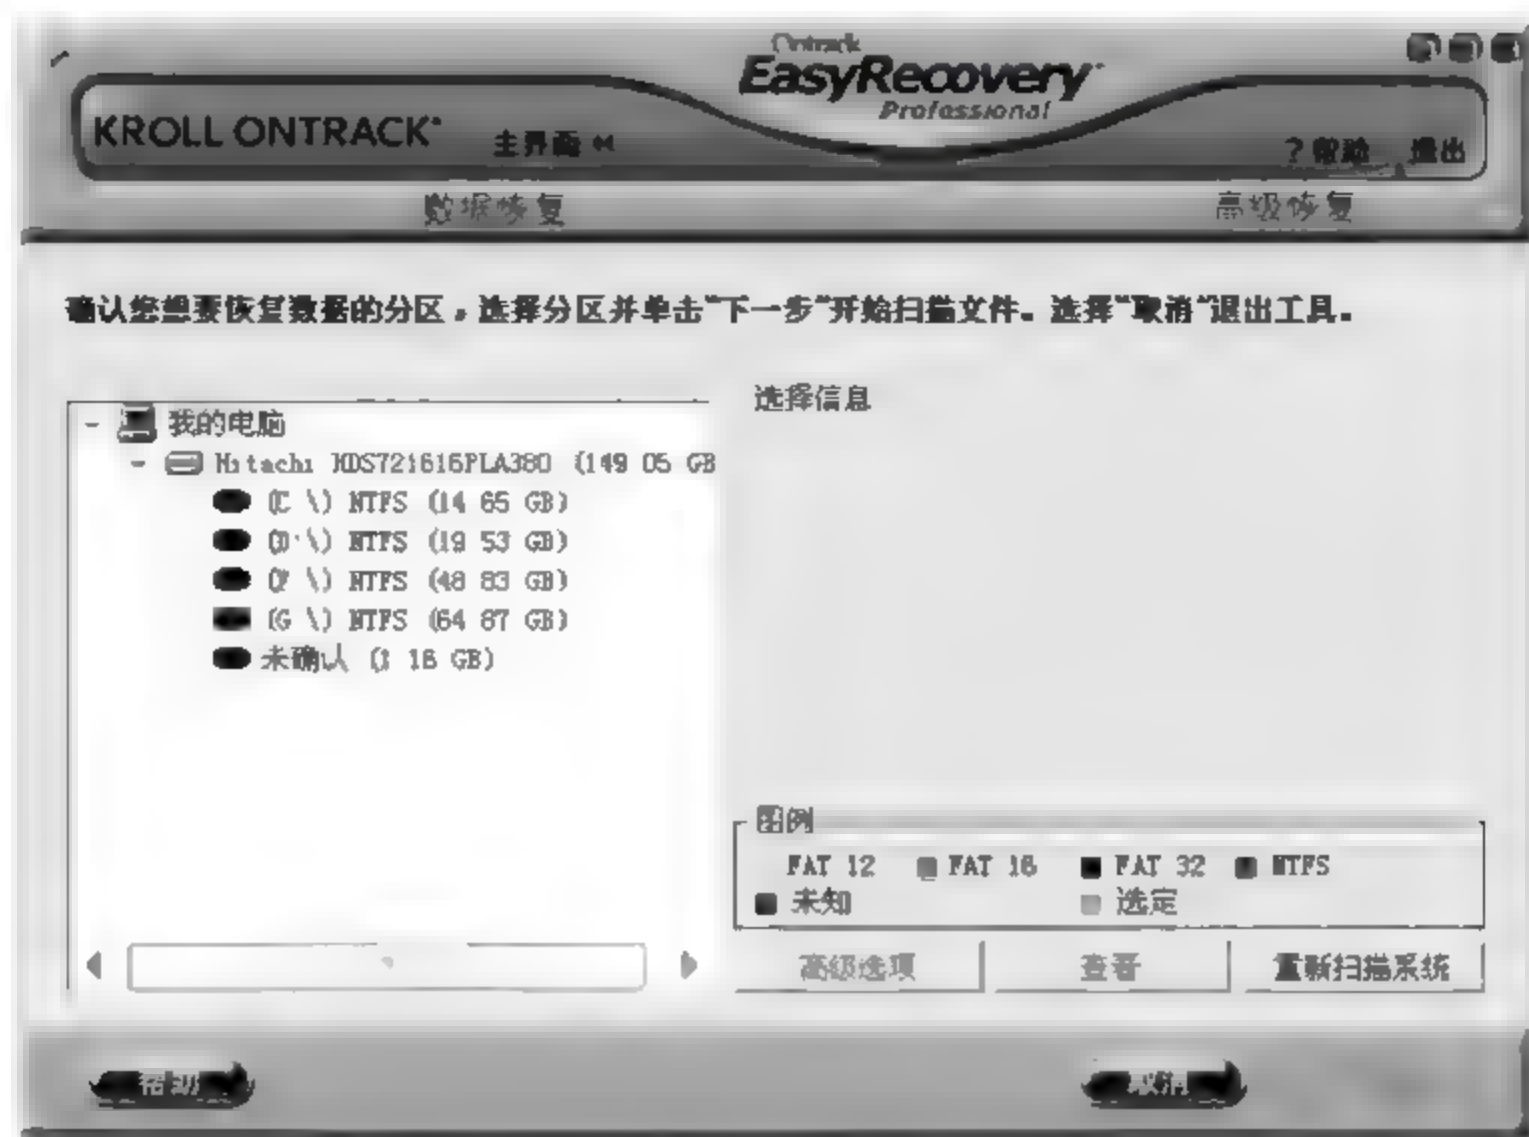 Ontrack
EasyRecovery
Professional
KROLL ONTRACK
主界面
? 帮助 退出
数据恢复 高级恢复
确认您想要恢复数据的分区,选择分区并单击"下一步"开始扫描文件。选择"取消"退出工具。
选择信息
我的电脑
Hitachi HDS721616PLA380 (149 05 GB
(C \) NTFS (14 65 GB)
(D:\) NTFS (19 53 GB)
(F \) NTFS (48 83 GB)
(G \) NTFS (64 87 GB)
未确认 (1 16 GB)
图例
FAT 12 FAT 16 FAT 32 NTFS
未知 选定
高级选项 查看 重新扫描系统
帮助 取消